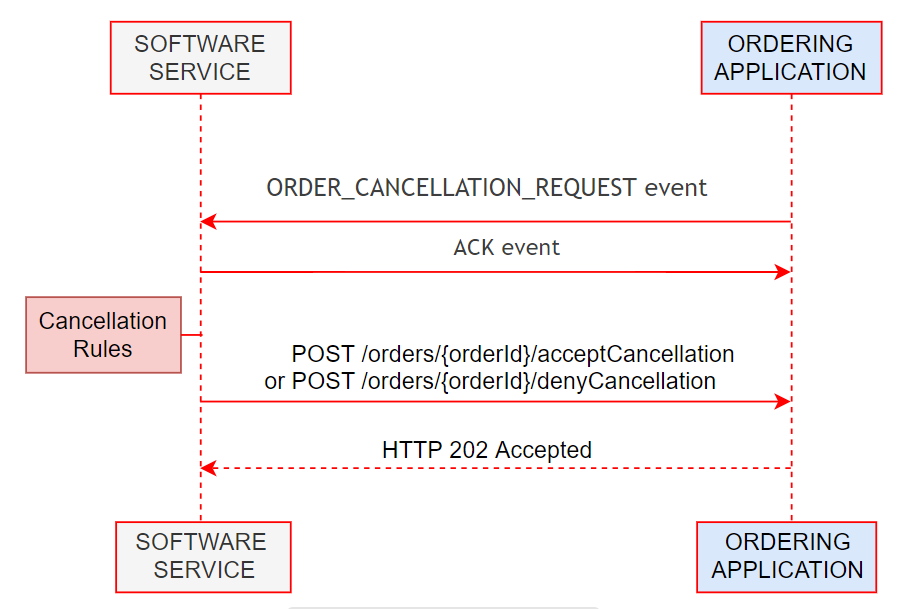 SOFTWARE
SERVICE
ORDERING
APPLICATION
ORDER_CANCELLATION_REQUEST event
ACK event
Cancellation
Rules
POST /orders/{orderId}/acceptCancellation
or POST /orders/{orderId}/denyCancellation
HTTP 202 Accepted
SOFTWARE
SERVICE
ORDERING
APPLICATION